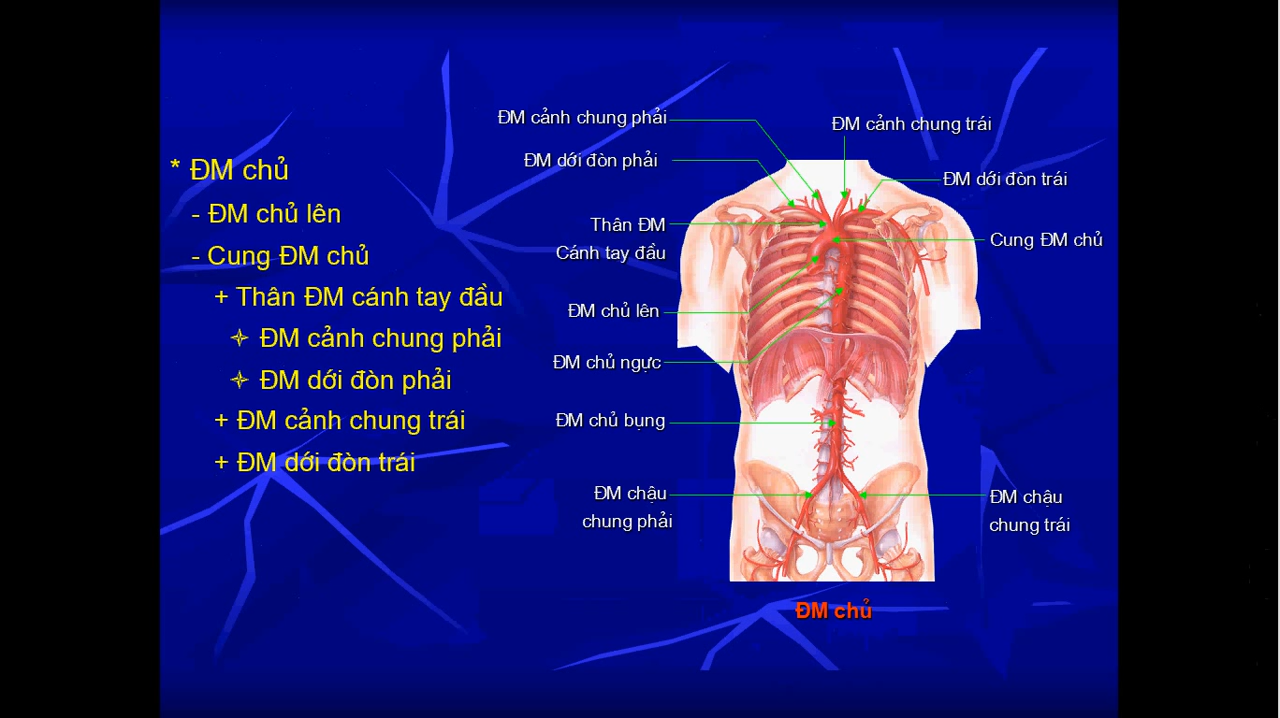 * ĐM chủ
- ĐM chủ lên
- Cung ĐM chủ
+ Thân ĐM cánh tay đầu
✧ ĐM cảnh chung phải
✧ ĐM dới đòn phải
+ ĐM cảnh chung trái
+ ĐM dới đòn trái
ĐM cảnh chung phải
ĐM dới đòn phải
Thân ĐM
Cánh tay đầu
ĐM chủ lên
ĐM chủ ngực
ĐM chủ bụng
ĐM chậu
chung phải
ĐM cảnh chung trái
ĐM dới đòn trái
Cung ĐM chủ
ĐM chậu
chung trái
ĐM chủ